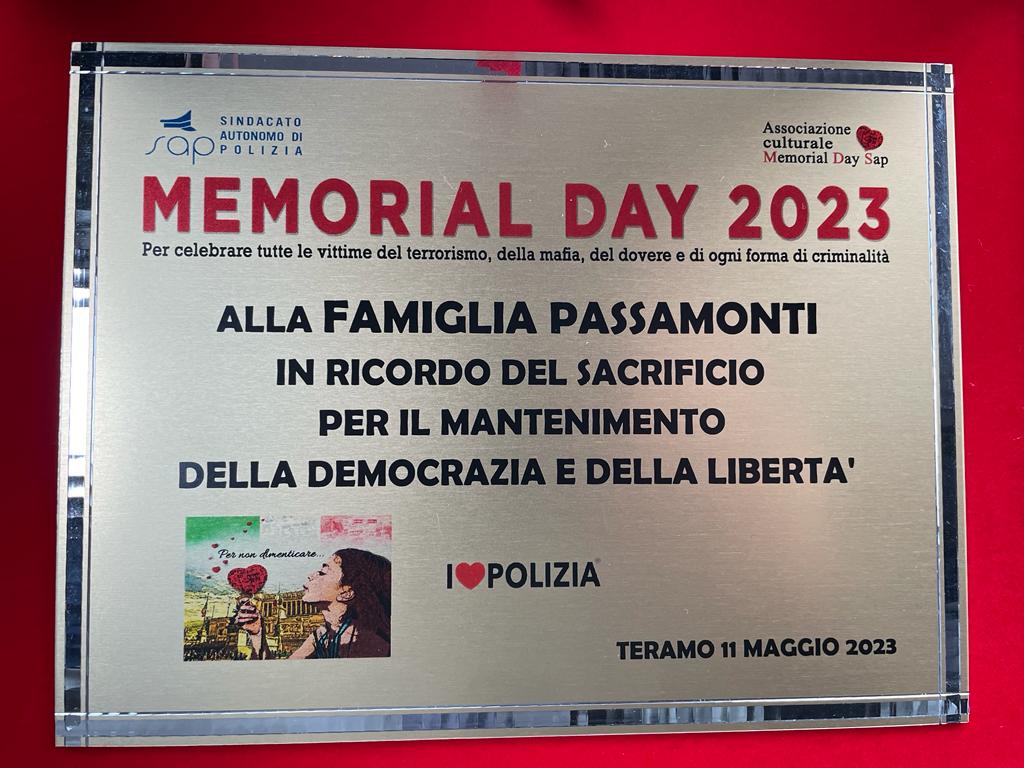 sap
SINDACATO
AUTONOMO DI
POLIZIA
Associazione
culturale
Memorial Day Sap
MEMORIAL DAY 2023
Per celebrare tutte le vittime del terrorismo, della mafia, del dovere e di ogni forma di criminalità
ALLA FAMIGLIA PASSAMONTI
IN RICORDO DEL SACRIFICIO
PER IL MANTENIMENTO
DELLA DEMOCRAZIA E DELLA LIBERTA'
Per non dimenticare...
I❤POLIZIA
TERAMO 11 MAGGIO 2023